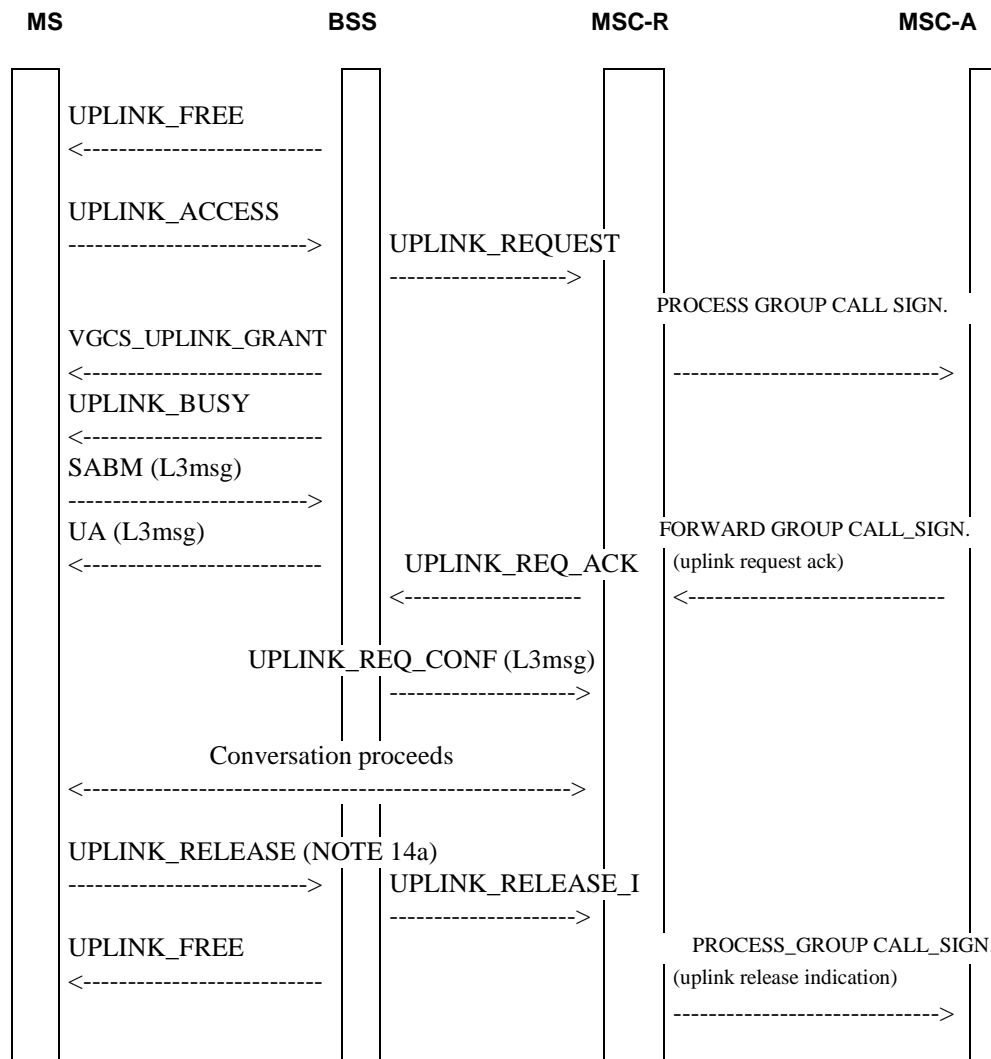 MS BSS MSC-R MSC-A
UPLINK_FREE
<---------------------------
UPLINK_ACCESS
---------------------------> UPLINK_REQUEST
-------------------->
PROCESS GROUP CALL SIGN.
VGCS_UPLINK_GRANT
<--------------------------- ------------------------------>
UPLINK_BUSY
<---------------------------
SABM (L3msg)
--------------------------->
UA (L3msg) FORWARD GROUP CALL_SIGN.
<--------------------------- UPLINK_REQ_ACK (uplink request ack)
<-------------------- <-----------------------------
UPLINK_REQ_CONF (L3msg)
--------------------->
Conversation proceeds
<------------------------------------------------------->
UPLINK_RELEASE (NOTE 14a)
---------------------------> UPLINK_RELEASE_I
--------------------->
UPLINK_FREE PROCESS_GROUP CALL_SIGN.
<--------------------------- (uplink release indication)
------------------------------>